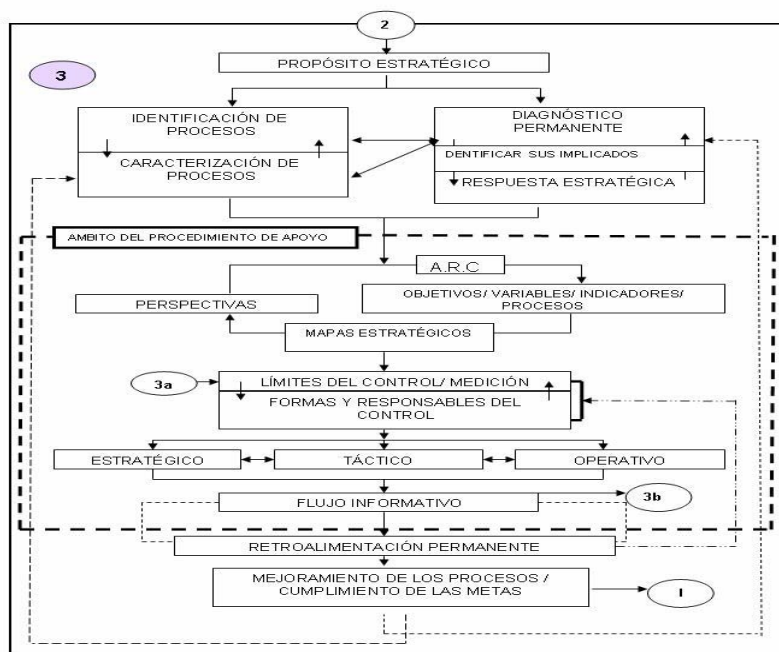 2
PROPÓSITO ESTRATÉGICO
3
IDENTIFICACIÓN DE
PROCESOS
CARACTERIZACIÓN DE
PROCESOS
DIAGNÓSTICO
PERMANENTE
DENTIFICAR SUS IMPLICADOS
RESPUESTA ESTRATÉGICA
AMBITO DEL PROCEDIMIENTO DE APOYO
A.R.C
PERSPECTIVAS
OBJETIVOS/ VARIABLES/ INDICADORES/
PROCESOS
MAPAS ESTRATÉGICOS
3a
LÍMITES DEL CONTROL/ MEDICIÓN
FORMAS Y RESPONSABLES DEL
CONTROL
ESTRATÉGICO
TÁCTICO
OPERATIVO
FLUJO INFORMATIVO
3b
RETROALIMENTACIÓN PERMANENTE
MEJORAMIENTO DE LOS PROCESOS /
CUMPLIMIENTO DE LAS METAS
I